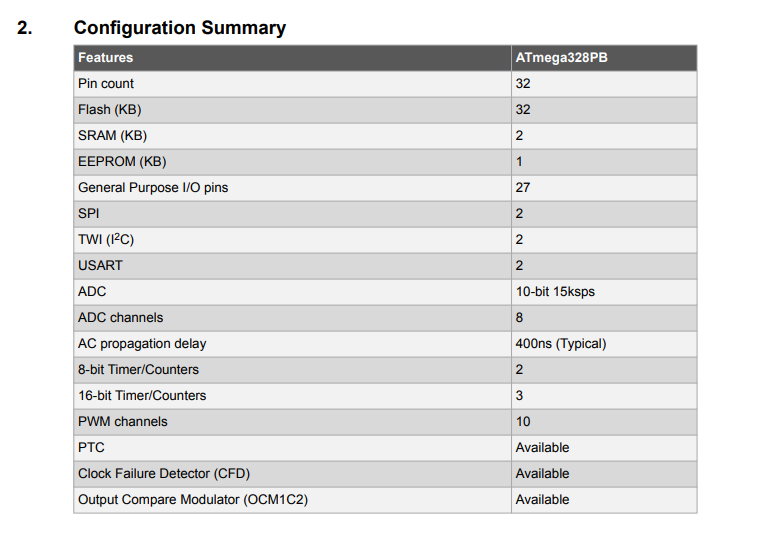 2. Configuration Summary
Features ATmega328PB
Pin count 32
Flash (KB) 32
SRAM (KB) 2
EEPROM (KB) 1
General Purpose I/O pins 27
SPI 2
TWI (I²C) 2
USART 2
ADC 10-bit 15ksps
ADC channels 8
AC propagation delay 400ns (Typical)
8-bit Timer/Counters 2
16-bit Timer/Counters 3
PWM channels 10
PTC Available
Clock Failure Detector (CFD) Available
Output Compare Modulator (OCM1C2) Available